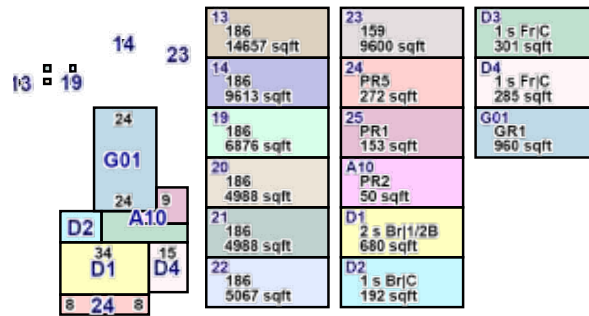 14
23
13 19
24
G01
24
9
A10
D2
34
D1
15
D4
8 24 8
13
186
14657 sqft
14
186
9613 sqft
19
186
6876 sqft
20
186
4988 sqft
21
186
4988 sqft
22
186
5067 sqft
23
159
9600 sqft
24
PR5
272 sqft
25
PR1
153 sqft
A10
PR2
50 sqft
D1
2 s Br|1/2B
680 sqft
D2
1 s Br|C
192 sqft
D3
1 s Fr|C
301 sqft
D4
1 s Fr|C
285 sqft
G01
GR1
960 sqft